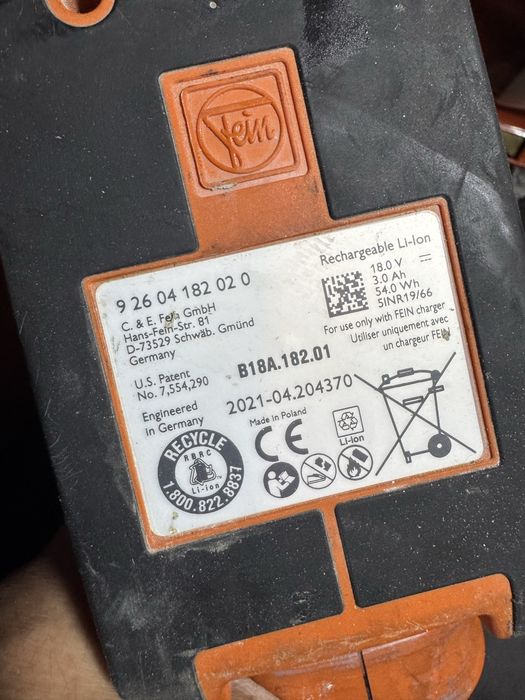 fein
9 26 04 182 02 0
C. & E. Fein GmbH
Hans-Fein-Str. 81
D-73529 Schwäb. Gmünd
Germany
U.S. Patent
No. 7,554,290
Engineered
in Germany
Rechargeable Li-Ion
18.0 V
3.0 Ah
54.0 Wh
5INR19/66
For use only with FEIN charger
Utiliser uniquement avec
un chargeur FEIN
B18A.182.01
2021-04.204370
Made in Poland
CE
Li-Ion
RECYCLE
RBRC
Li-ion
1.800.822.8837